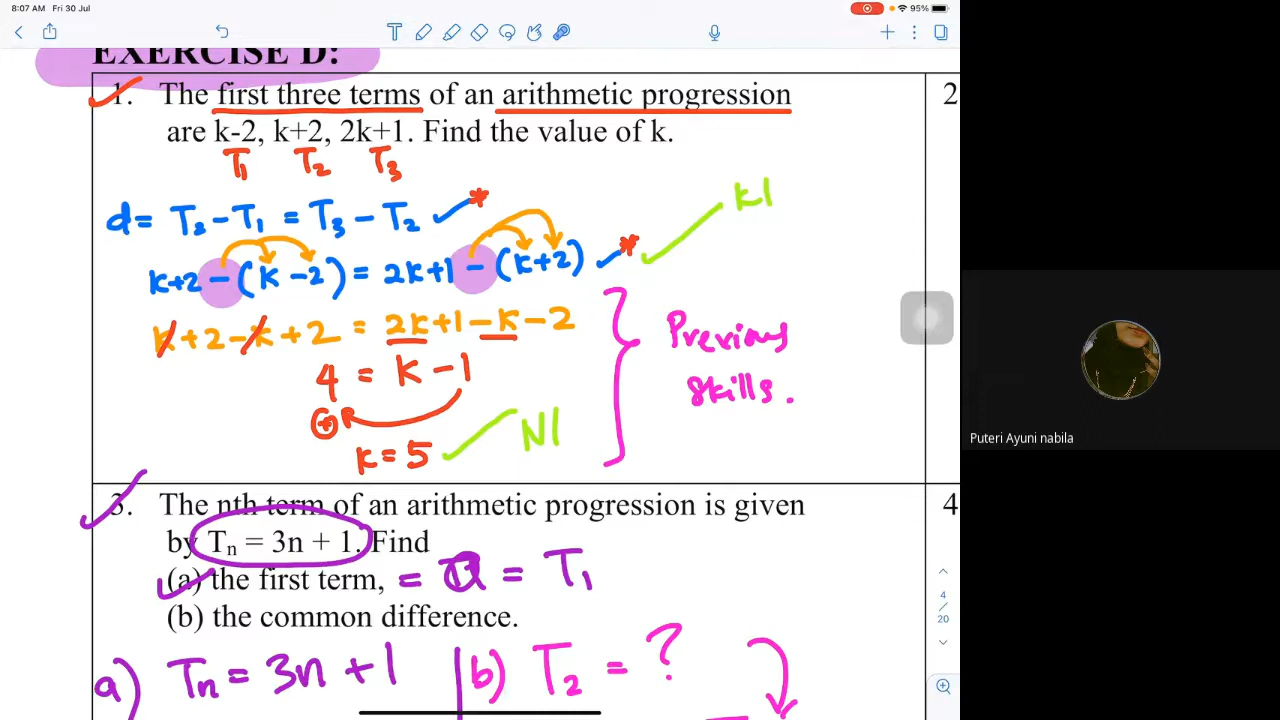 8:07 AM Fri 30 Jul
95%
EXERCISE D:
1. The first three terms of an arithmetic progression
are k-2, k+2, 2k+1. Find the value of k.
T1 T2 T3
d = T2 - T1 = T3 - T2 *
K1
k+2 - (k - 2) = 2k+1 - (k+2) *
k+2-k+2 = 2k+1-k-2
Previous
skills.
4 = k - 1
+
k = 5
N1
3. The nth term of an arithmetic progression is given
by Tn = 3n + 1. Find
(a) the first term, = a = T1
(b) the common difference.
a) Tn = 3n + 1
b) T2 = ?
2
4
4
/
20
Puteri Ayuni nabila